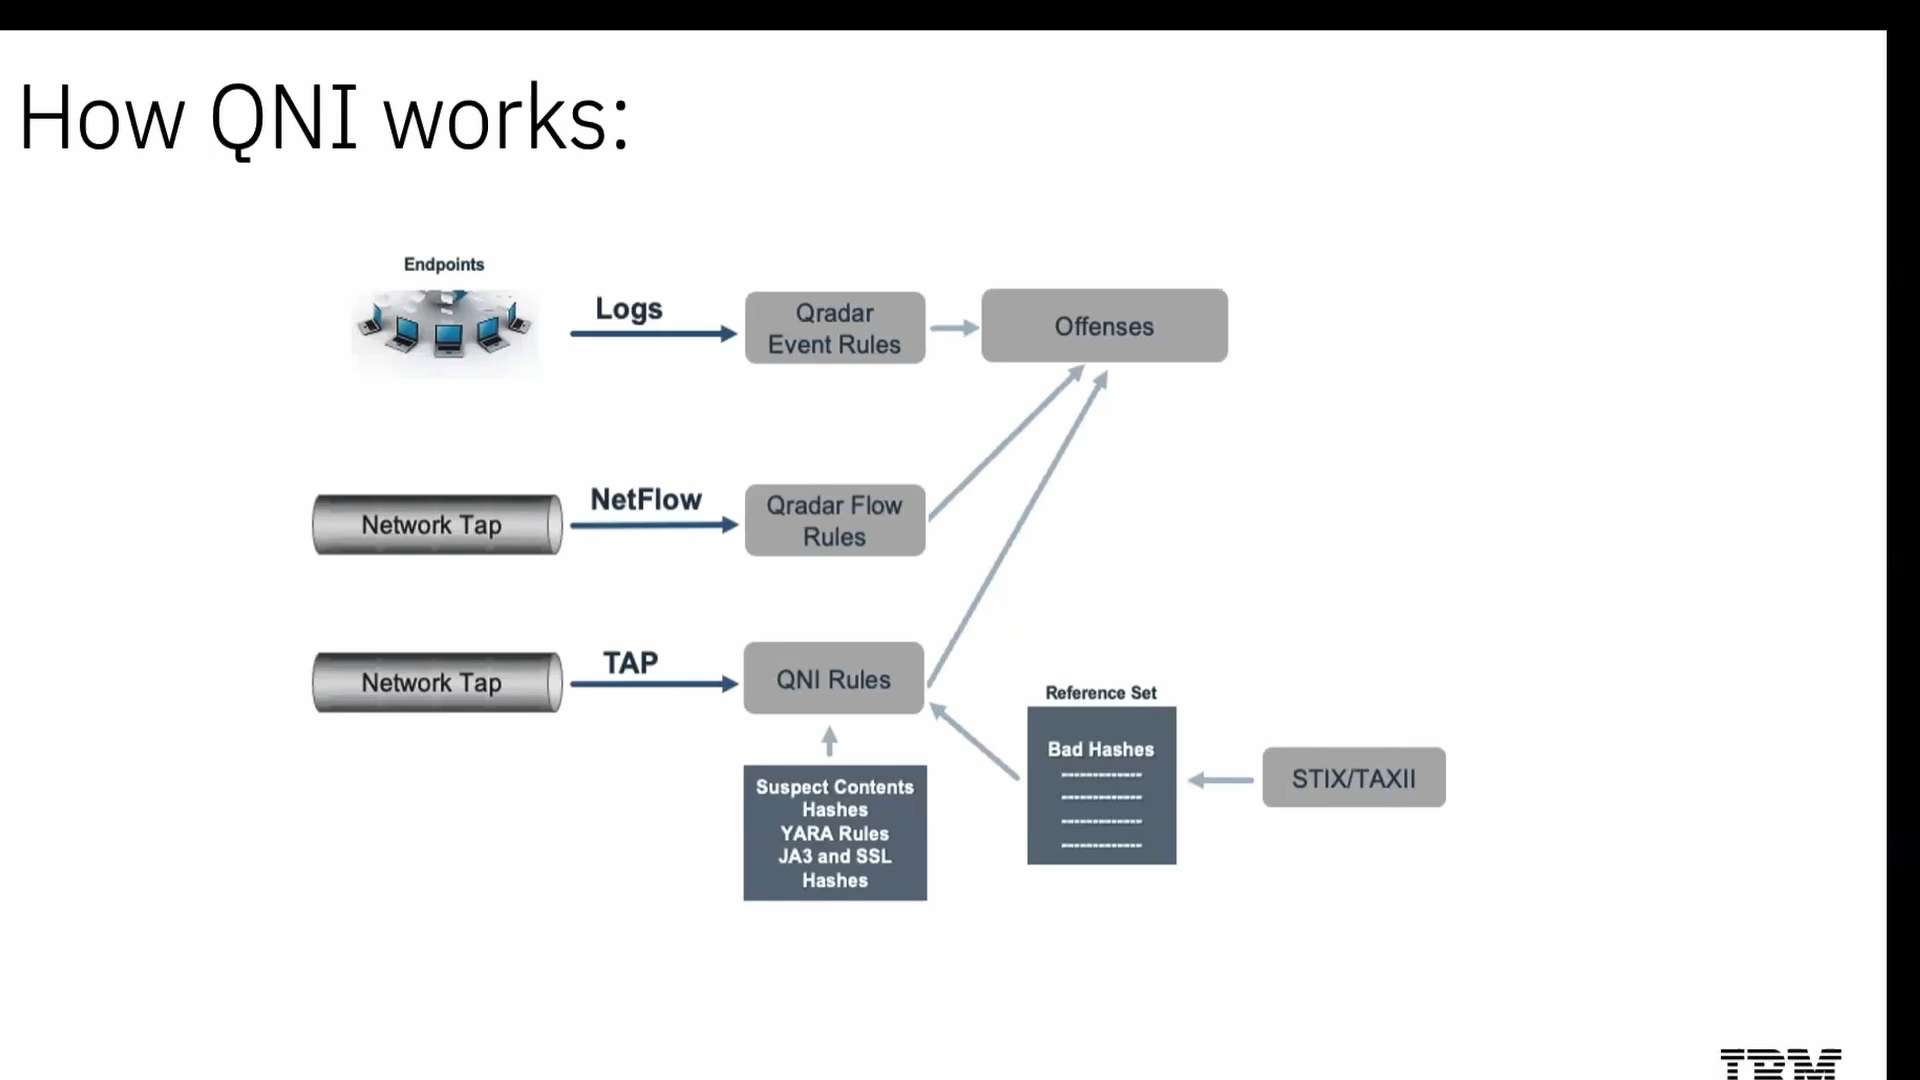 How QNI works:
Endpoints
Logs
Qradar
Event Rules
Offenses
Network Tap
NetFlow
Qradar Flow
Rules
Network Tap
TAP
QNI Rules
Suspect Contents
Hashes
YARA Rules
JA3 and SSL
Hashes
Reference Set
Bad Hashes
STIX/TAXII
IBM